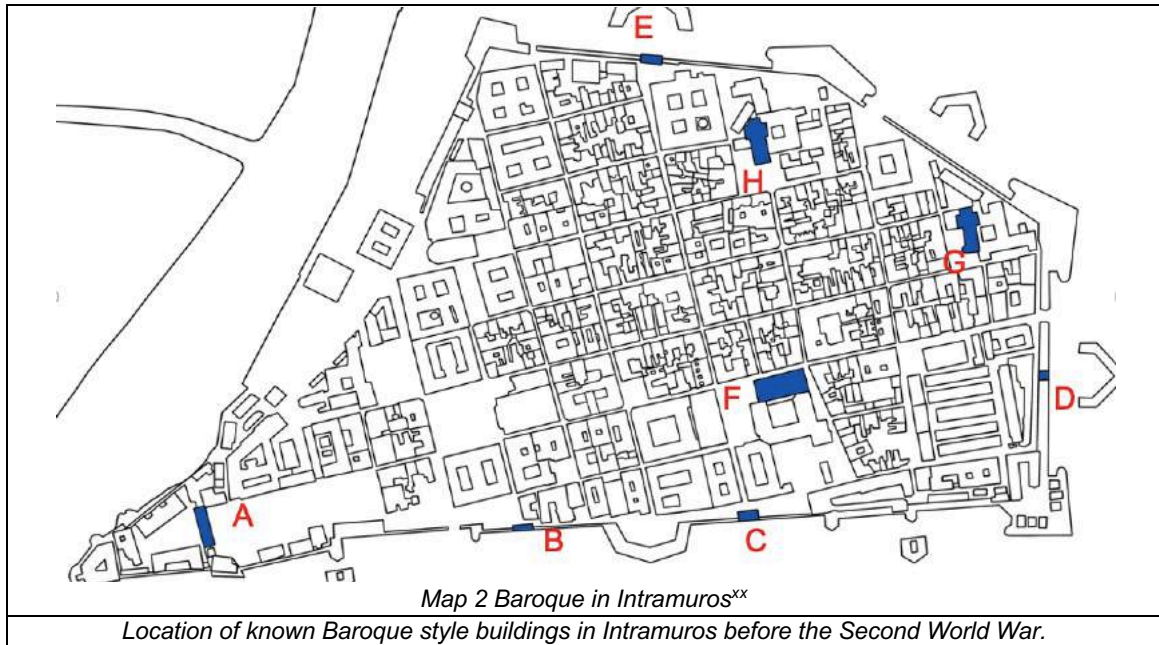 E
H
G
F
D
A
B
C
Map 2 Baroque in Intramuros^xx
Location of known Baroque style buildings in Intramuros before the Second World War.